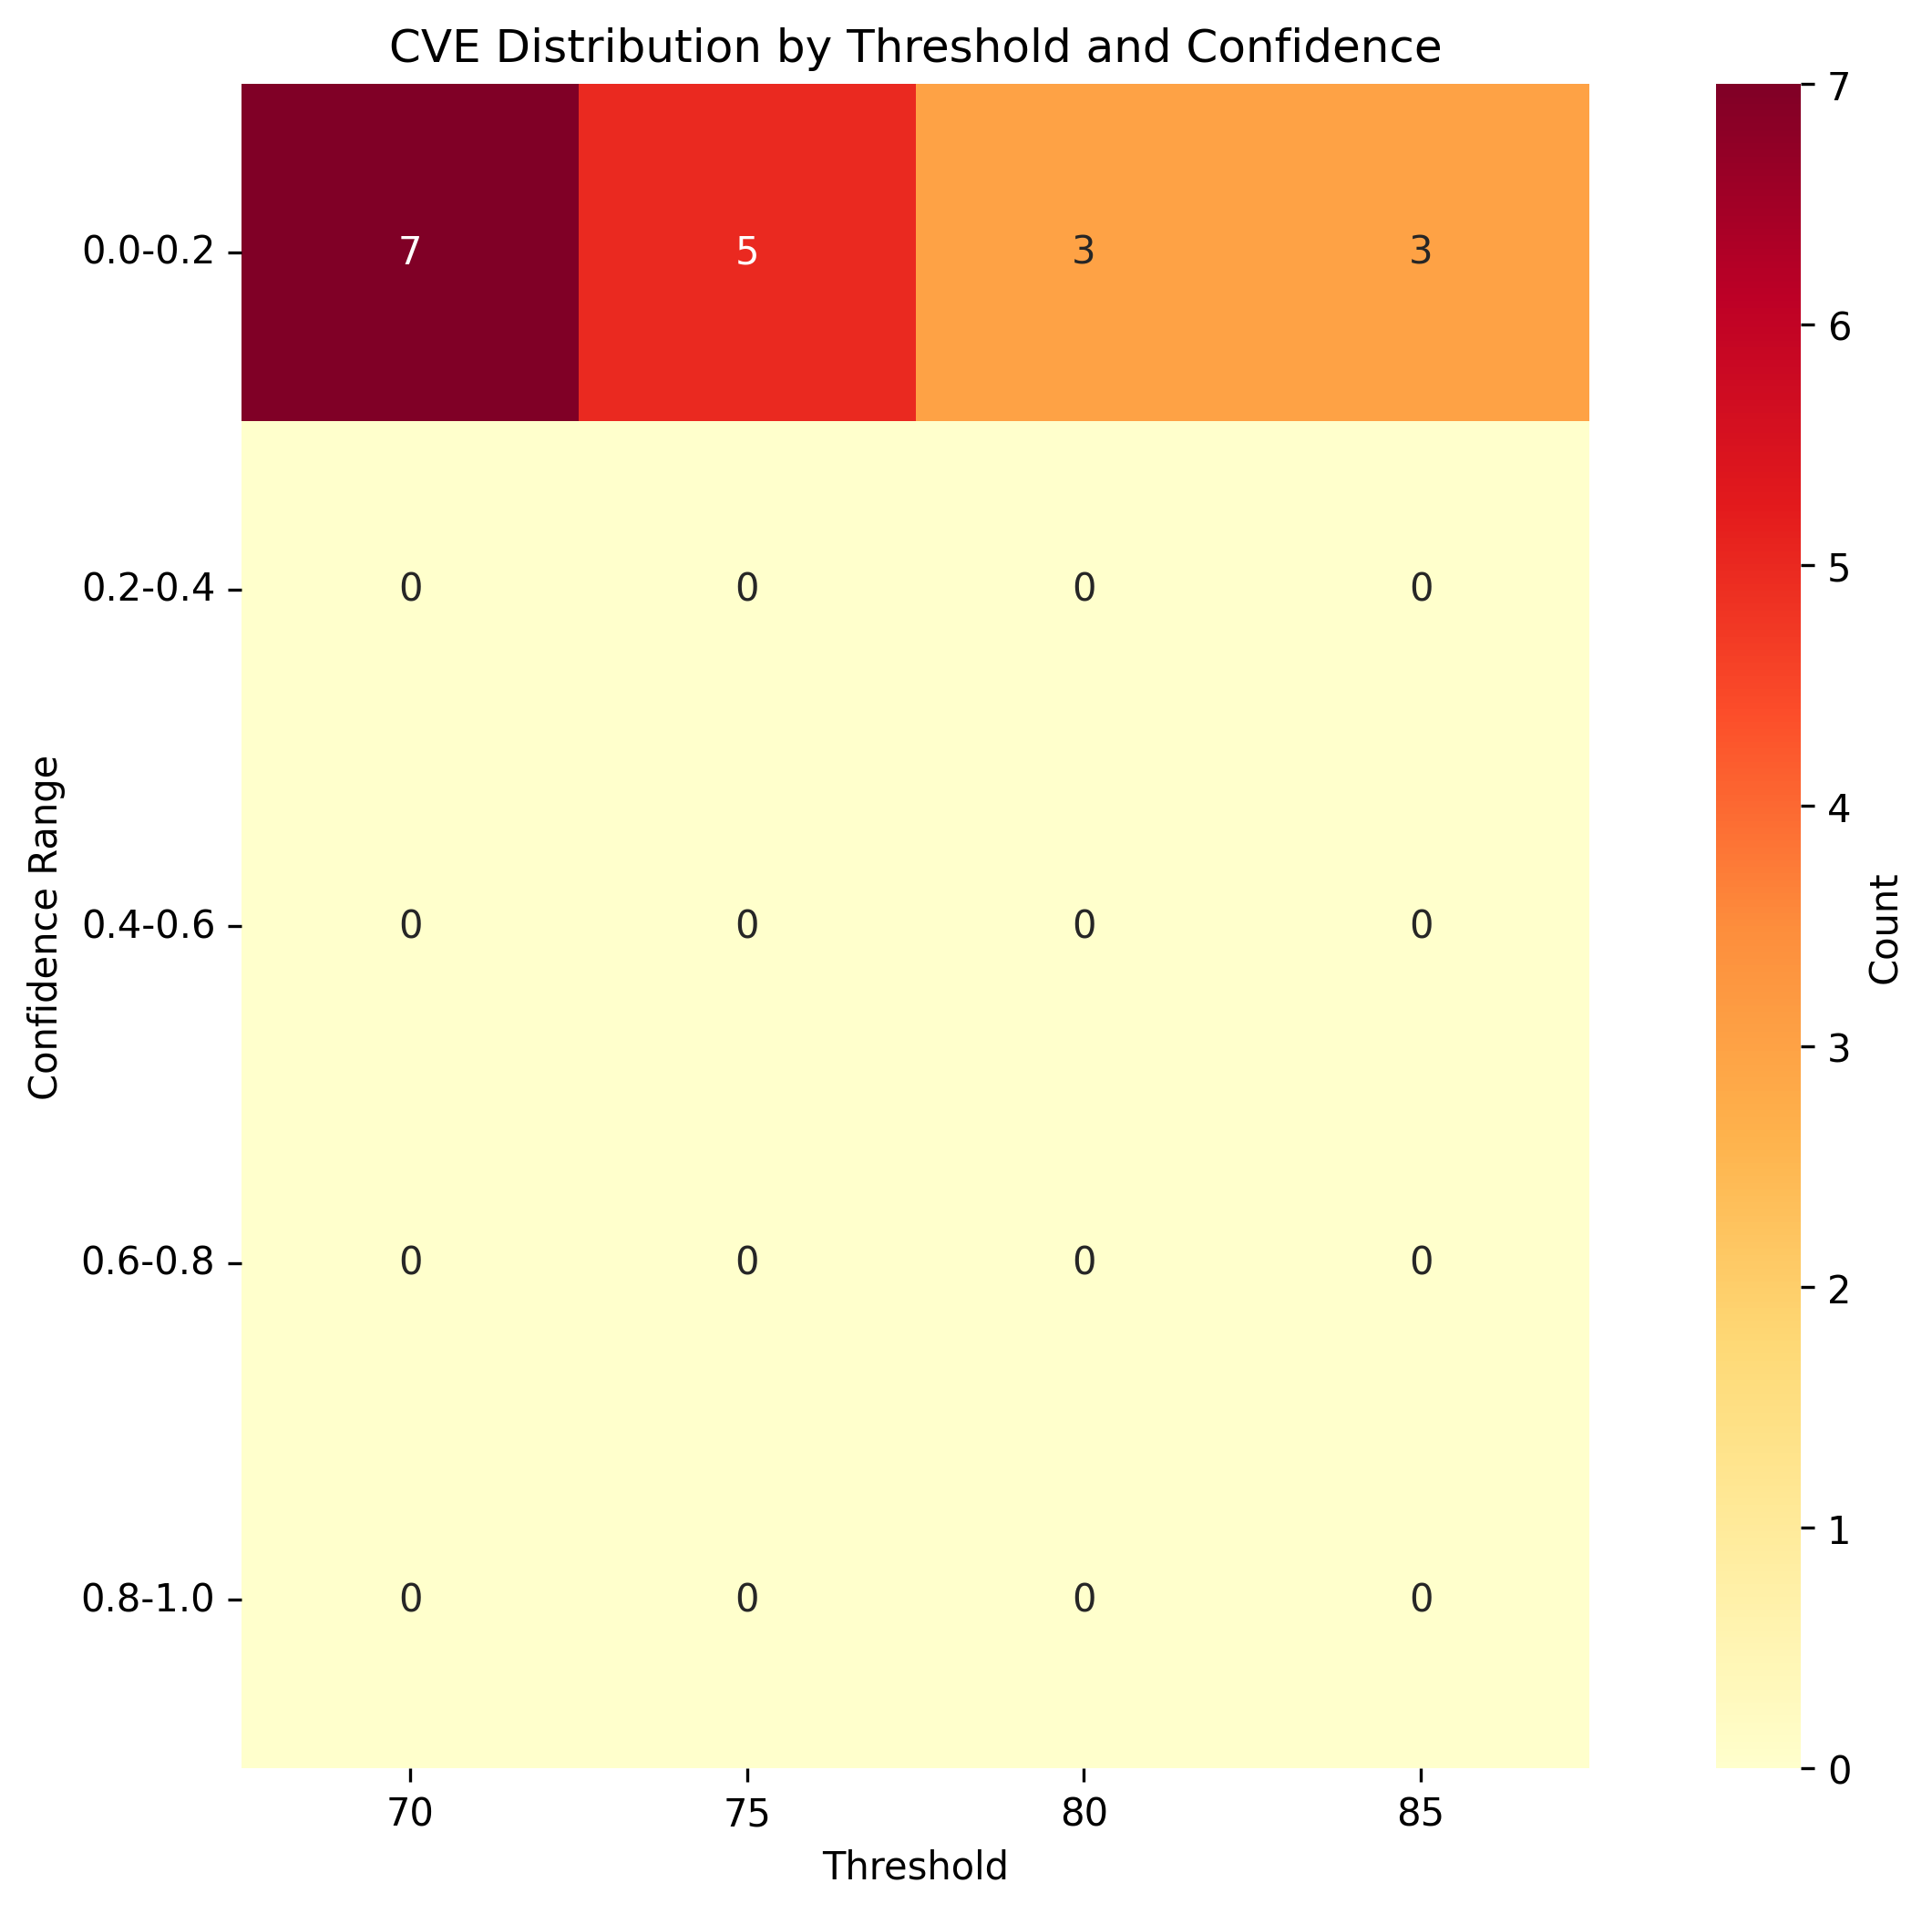 CVE Distribution by Threshold and Confidence
Confidence Range
0.0-0.2 7 5 3 3
0.2-0.4 0 0 0 0
0.4-0.6 0 0 0 0
0.6-0.8 0 0 0 0
0.8-1.0 0 0 0 0
70 75 80 85
Threshold
7
6
5
4
3
2
1
0
Count